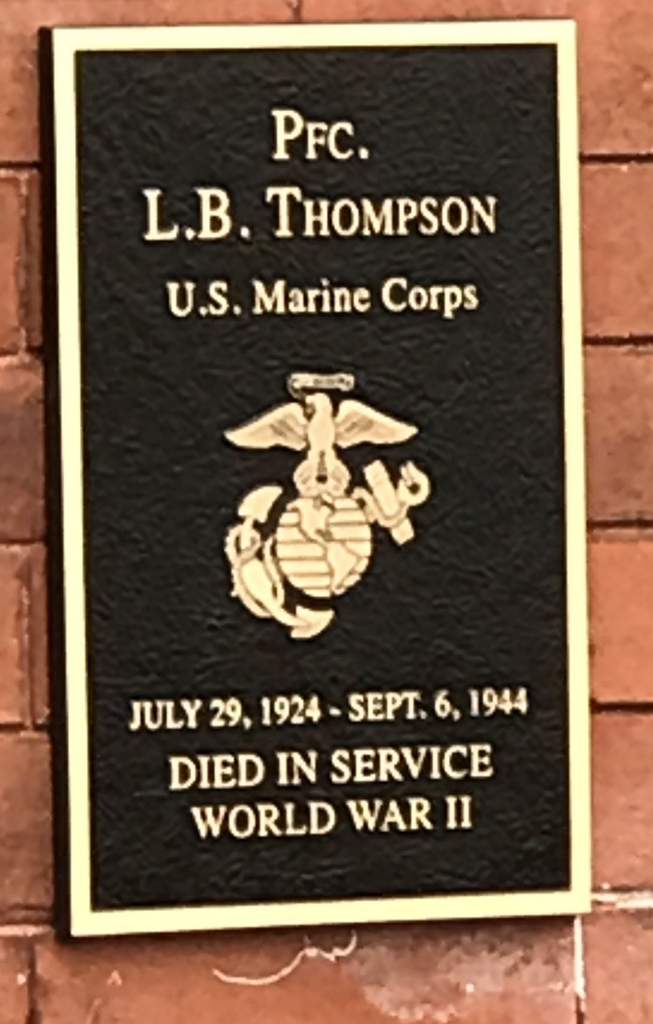 PFC.
L.B. THOMPSON
U.S. Marine Corps
JULY 29, 1924 - SEPT. 6, 1944
DIED IN SERVICE
WORLD WAR II